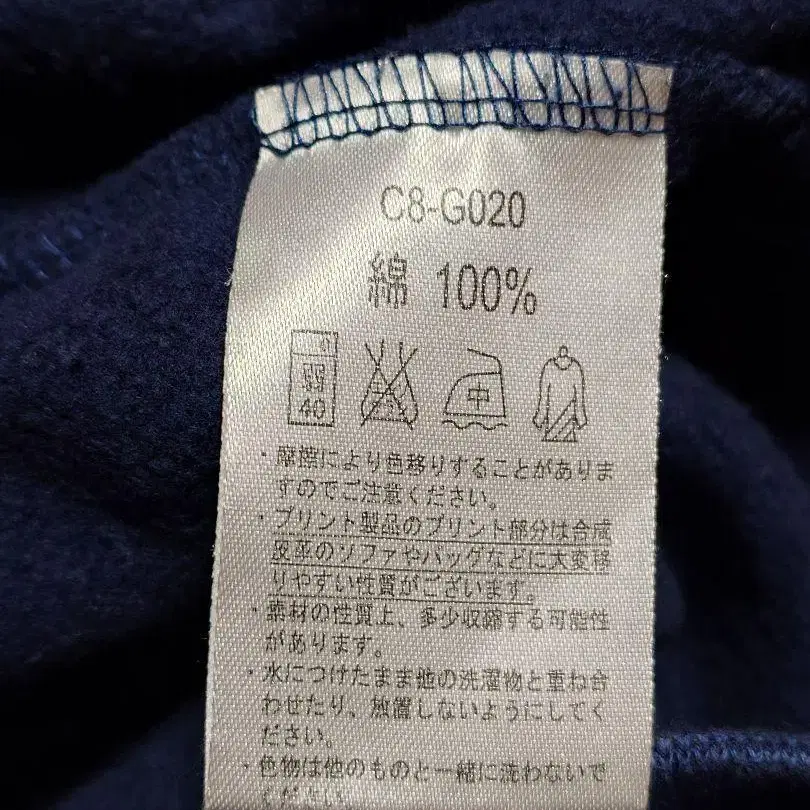 C8-G020
綿 100%
弱
40
中
・摩擦により色移りすることがありま
すのでご注意ください。
・プリント製品のプリント部分は合成
皮革のソファやバッグなどに大変移
りやすい性質がございます。
・素材の性質上、多少収縮する可能性
があります。
・水につけたまま他の洗濯物と重ね合
わせたり、放置しないようにしてく
ださい。
・色物は他のものと一緒に洗わないで
ください